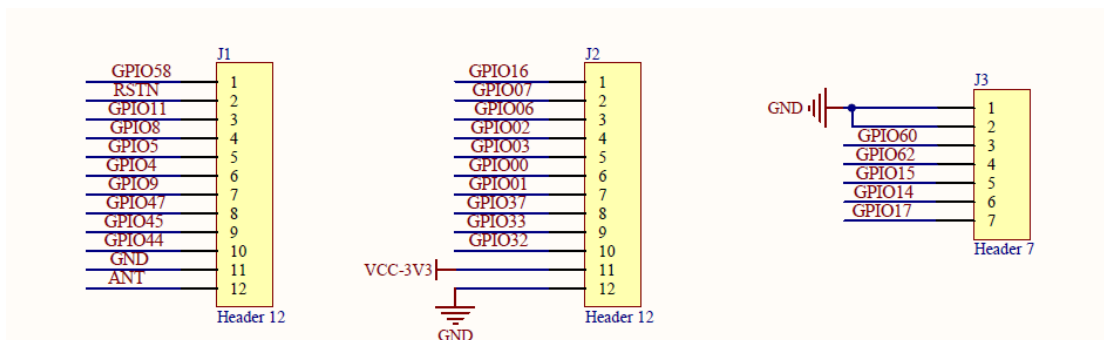 J1
GPIO58 1
RSTN 2
GPIO11 3
GPIO8 4
GPIO5 5
GPIO4 6
GPIO9 7
GPIO47 8
GPIO45 9
GPIO44 10
GND 11
ANT 12
Header 12
J2
GPIO16 1
GPIO07 2
GPIO06 3
GPIO02 4
GPIO03 5
GPIO00 6
GPIO01 7
GPIO37 8
GPIO33 9
GPIO32 10
VCC-3V3 11
12
GND
Header 12
J3
GND 1
2
GPIO60 3
GPIO62 4
GPIO15 5
GPIO14 6
GPIO17 7
Header 7